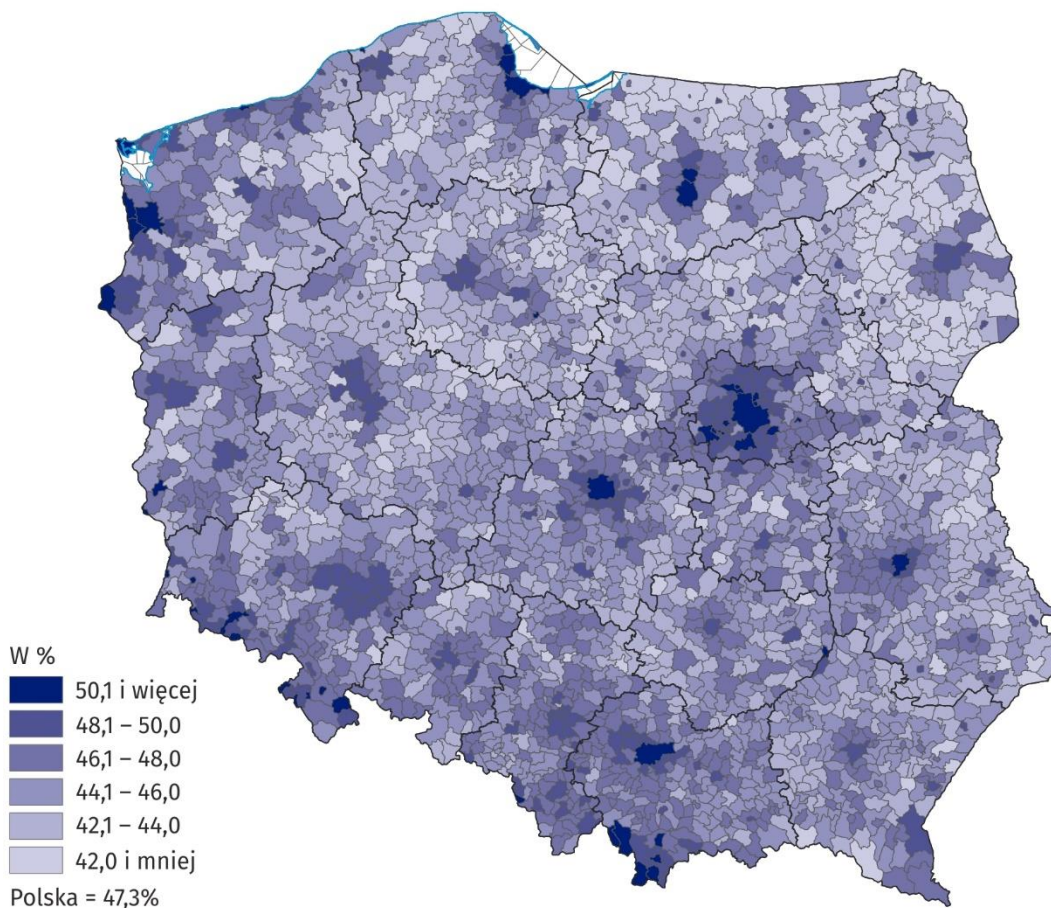 W %
50,1 i więcej
48,1 – 50,0
46,1 – 48,0
44,1 – 46,0
42,1 – 44,0
42,0 i mniej
Polska = 47,3%